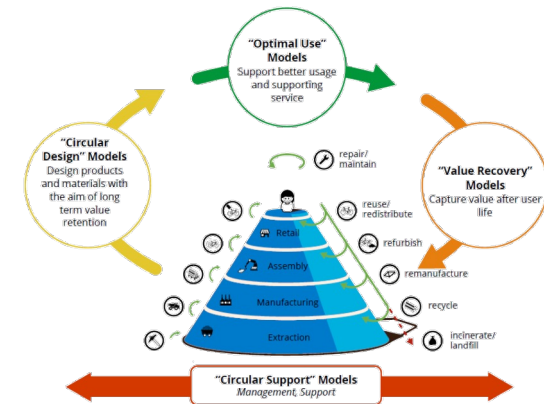 “Optimal Use”
Models
Support better usage
and supporting
service
“Circular
Design” Models
Design products
and materials with
the aim of long
term value
retention
“Value Recovery”
Models
Capture value after user
life
repair/
maintain
reuse/
redistribute
refurbish
remanufacture
recycle
incinerate/
landfill
Retail
Assembly
Manufacturing
Extraction
“Circular Support” Models
Management, Support